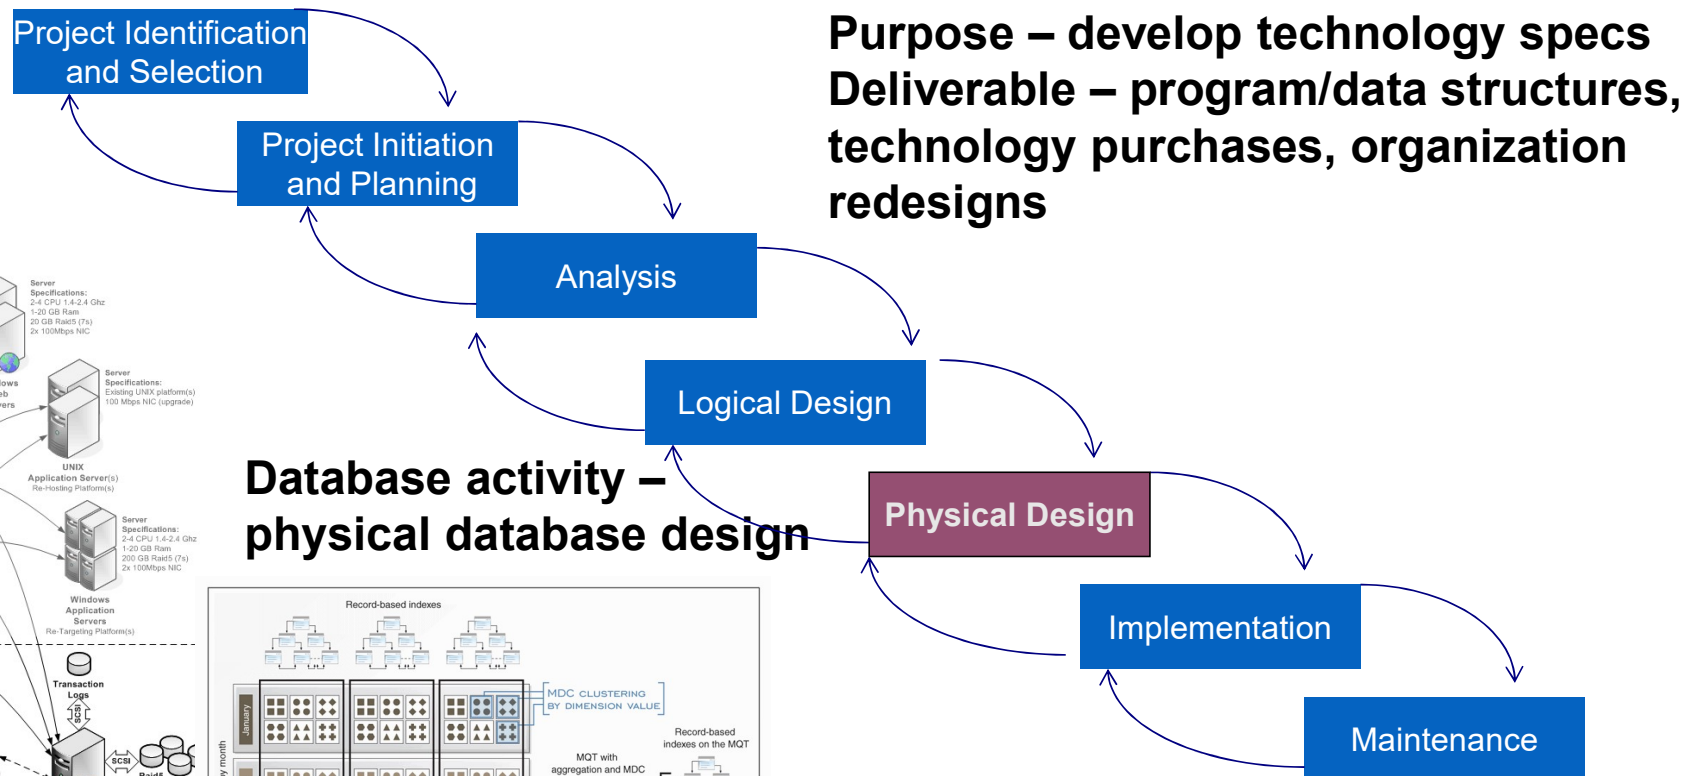 Project Identification
and Selection
Purpose – develop technology specs
Deliverable – program/data structures,
technology purchases, organization
redesigns
Project Initiation
and Planning
Analysis
Logical Design
Physical Design
Implementation
Maintenance
Database activity –
physical database design
Server
Specifications:
2-4 CPU 1.4-2.4 Ghz
1-20 GB Ram
20 GB Raid5 (7s)
2x 100Mbps NIC
Server
Specifications:
Existing UNIX platform(s)
100 Mbps NIC (upgrade)
UNIX
Application Server(s)
Re-Hosting Platform(s)
Server
Specifications:
2-4 CPU 1.4-2.4 Ghz
1-20 GB Ram
200 GB Raid5 (7s)
2x 100Mbps NIC
Windows
Application
Servers
Re-Targeting Platform(s)
Transaction
Logs
SCSI
SCSI
Raid5
Record-based indexes
January
by month
MDC CLUSTERING
BY DIMENSION VALUE
Record-based
indexes on the MQT
MQT with
aggregation and MDC